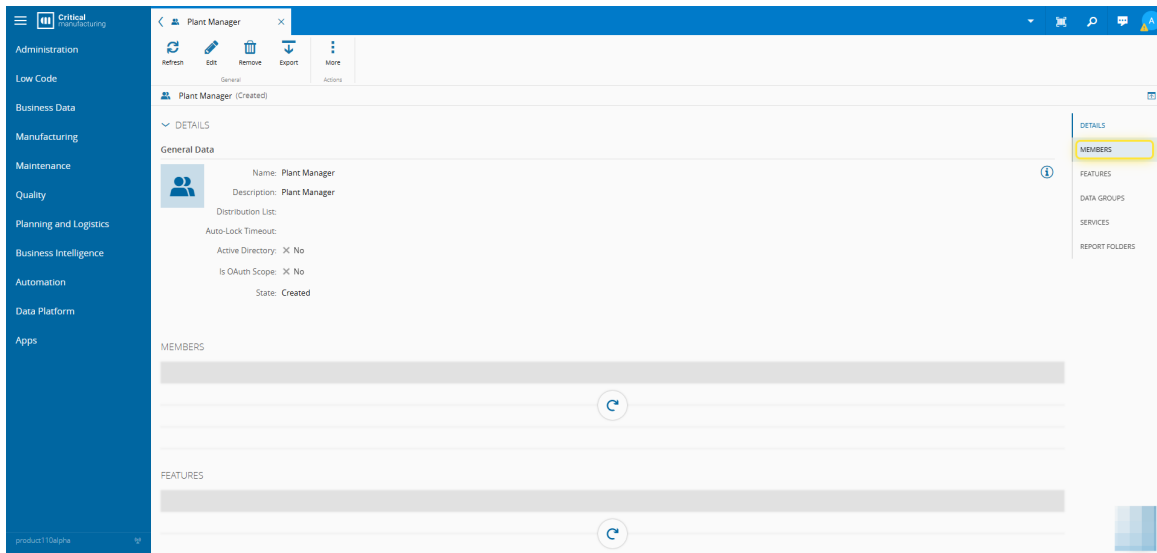 Critical
manufacturing
Plant Manager
A
Administration
Low Code
Business Data
Manufacturing
Maintenance
Quality
Planning and Logistics
Business Intelligence
Automation
Data Platform
Apps
product110alpha
Refresh
Edit
Remove
Export
More
General
Actions
Plant Manager (Created)
DETAILS
General Data
Name: Plant Manager
Description: Plant Manager
Distribution List:
Auto-Lock Timeout:
Active Directory: No
Is OAuth Scope: No
State: Created
MEMBERS
FEATURES
DETAILS
MEMBERS
FEATURES
DATA GROUPS
SERVICES
REPORT FOLDERS